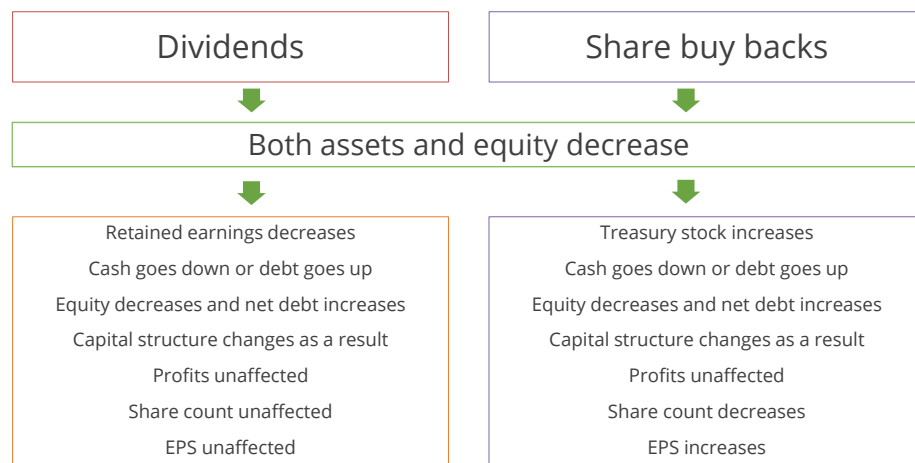 Dividends
Share buy backs
Both assets and equity decrease
Retained earnings decreases
Cash goes down or debt goes up
Equity decreases and net debt increases
Capital structure changes as a result
Profits unaffected
Share count unaffected
EPS unaffected
Treasury stock increases
Cash goes down or debt goes up
Equity decreases and net debt increases
Capital structure changes as a result
Profits unaffected
Share count decreases
EPS increases